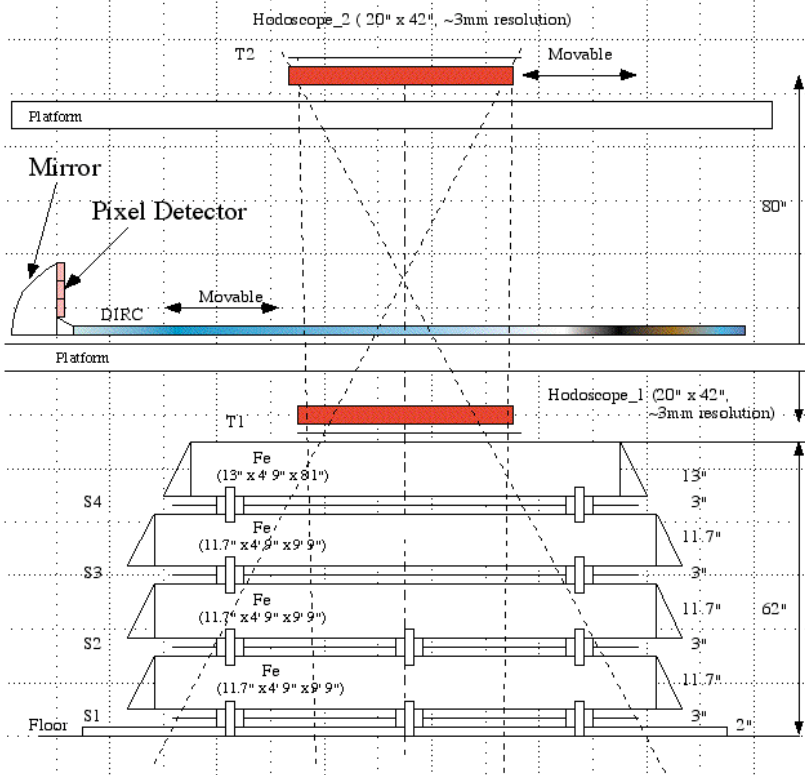 Hodoscope_2 ( 20" x 42", ~3mm resolution)
T2
Movable
Platform
Mirror
Pixel Detector
80"
Movable
DIRC
Platform
Hodoscope_1 (20" x 42",
~3mm resolution)
T1
Fe
(13" x 4' 9" x 81")
13"
S4
3"
Fe
(11.7" x 4' 9" x 9' 9")
11.7"
S3
3"
Fe
(11.7" x 4' 9" x 9' 9")
11.7"
62"
S2
3"
Fe
(11.7" x 4' 9" x 9' 9")
11.7"
S1
3"
Floor
2"